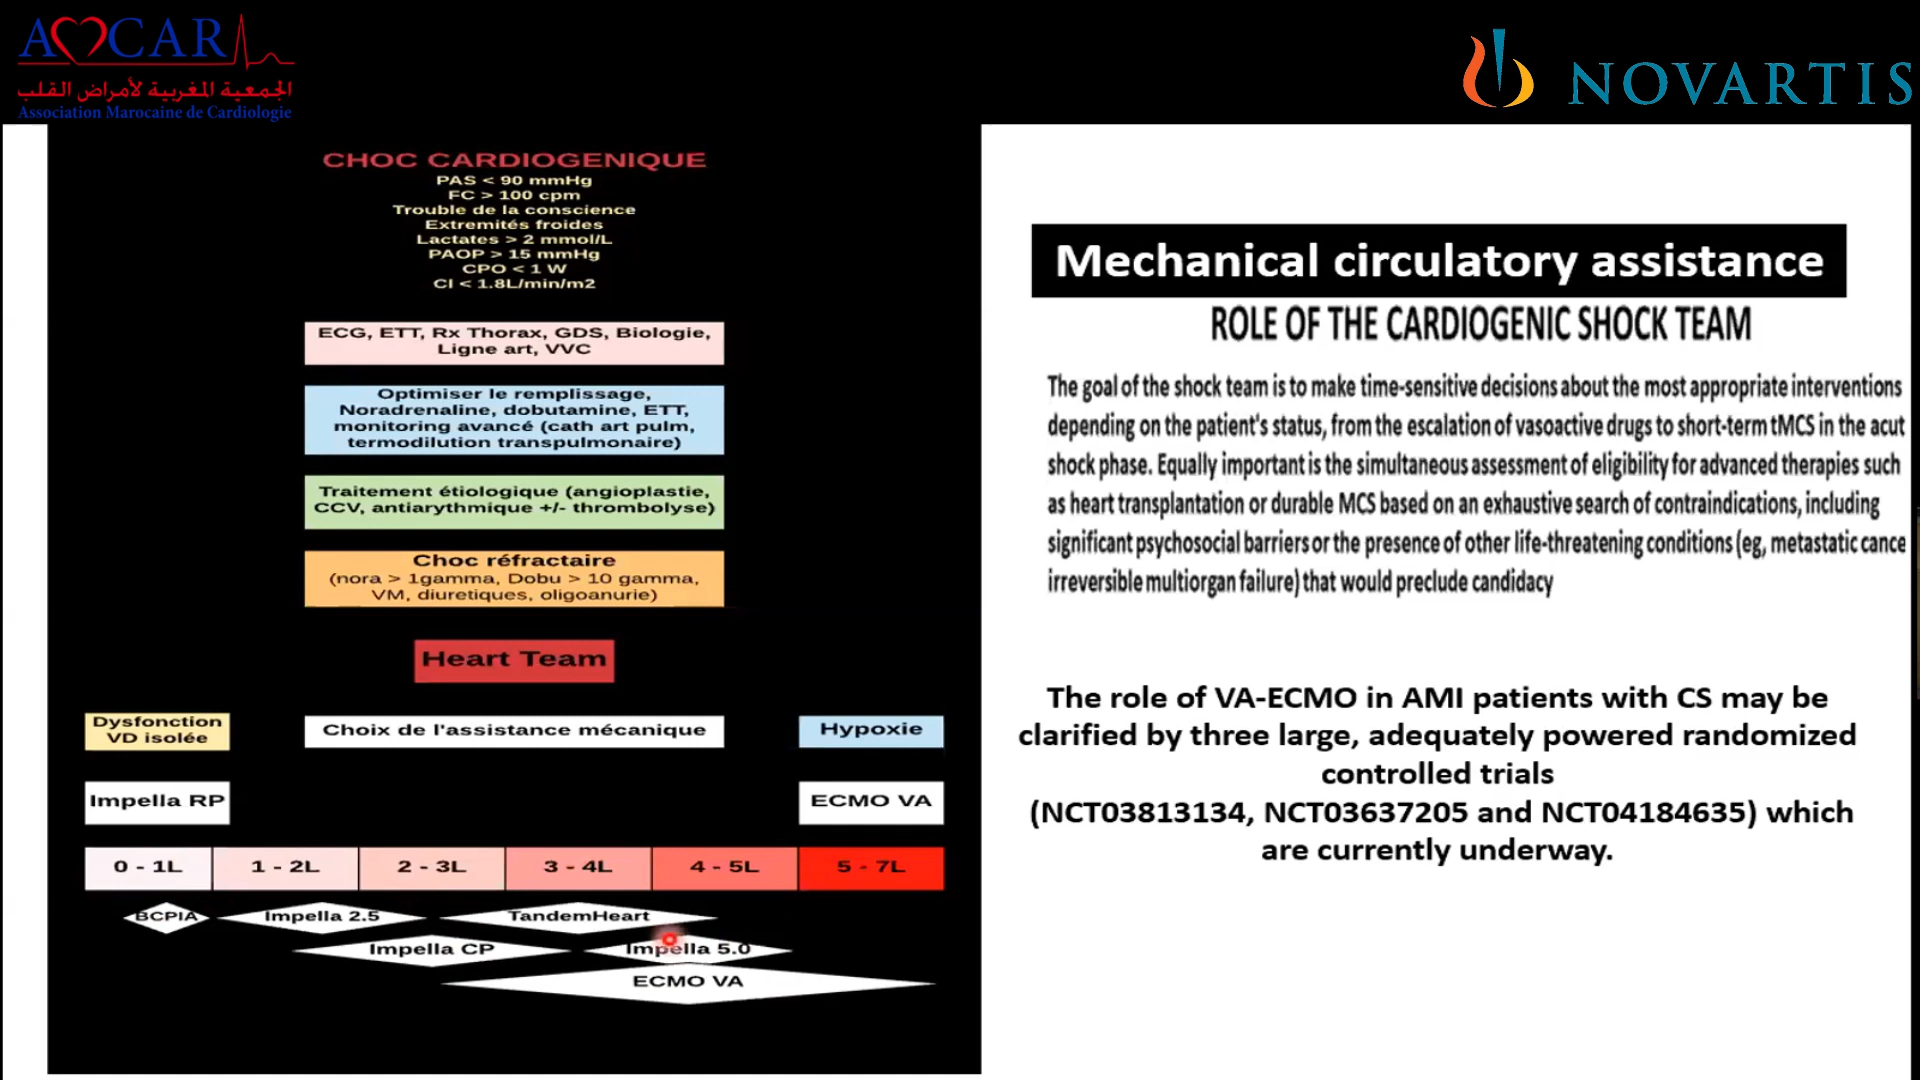 AMCAR
الجمعية المغربية لأمراض القلب
Association Marocaine de Cardiologie
NOVARTIS
CHOC CARDIOGENIQUE
PAS < 90 mmHg
FC > 100 cpm
Trouble de la conscience
Extremités froides
Lactates > 2 mmol/L
PAOP > 15 mmHg
CPO < 1 W
CI < 1.8L/min/m2
ECG, ETT, Rx Thorax, GDS, Biologie,
Ligne art, VVC
Optimiser le remplissage,
Noradrenaline, dobutamine, ETT,
monitoring avancé (cath art pulm,
termodilution transpulmonaire)
Traitement étiologique (angioplastie,
CCV, antiarythmique +/- thrombolyse)
Choc réfractaire
(nora > 1gamma, Dobu > 10 gamma,
VM, diuretiques, oligoanurie)
Heart Team
Dysfonction
VD isolée
Choix de l'assistance mécanique
Hypoxie
Impella RP
ECMO VA
0 - 1L
1 - 2L
2 - 3L
3 - 4L
4 - 5L
5 - 7L
BCPIA
Impella 2.5
TandemHeart
Impella CP
Impella 5.0
ECMO VA
Mechanical circulatory assistance
ROLE OF THE CARDIOGENIC SHOCK TEAM
The goal of the shock team is to make time-sensitive decisions about the most appropriate interventions
depending on the patient's status, from the escalation of vasoactive drugs to short-term tMCS in the acut
shock phase. Equally important is the simultaneous assessment of eligibility for advanced therapies such
as heart transplantation or durable MCS based on an exhaustive search of contraindications, including
significant psychosocial barriers or the presence of other life-threatening conditions (eg, metastatic cance
irreversible multiorgan failure) that would preclude candidacy
The role of VA-ECMO in AMI patients with CS may be
clarified by three large, adequately powered randomized
controlled trials
(NCT03813134, NCT03637205 and NCT04184635) which
are currently underway.